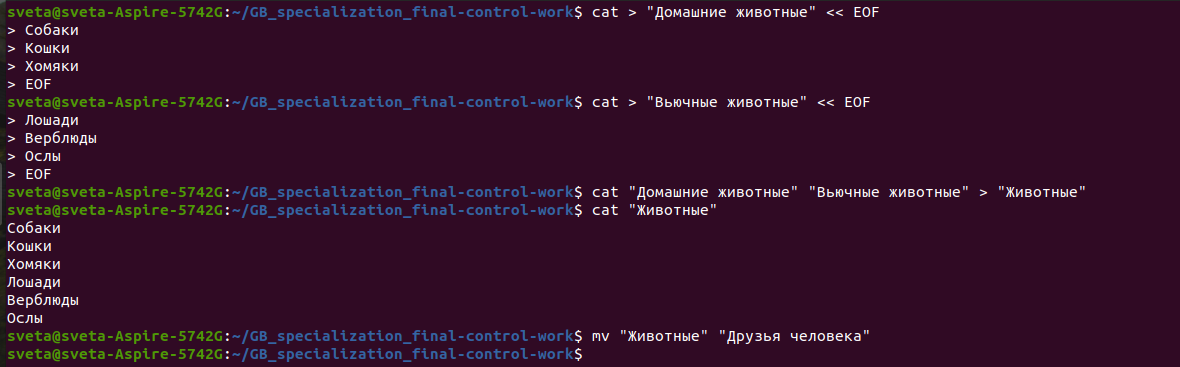 sveta@sveta-Aspire-5742G:~/GB_specialization_final-control-work$ cat > "Домашние животные" << EOF
> Собаки
> Кошки
> Хомяки
> EOF
sveta@sveta-Aspire-5742G:~/GB_specialization_final-control-work$ cat > "Вьючные животные" << EOF
> Лошади
> Верблюды
> Ослы
> EOF
sveta@sveta-Aspire-5742G:~/GB_specialization_final-control-work$ cat "Домашние животные" "Вьючные животные" > "Животные"
sveta@sveta-Aspire-5742G:~/GB_specialization_final-control-work$ cat "Животные"
Собаки
Кошки
Хомяки
Лошади
Верблюды
Ослы
sveta@sveta-Aspire-5742G:~/GB_specialization_final-control-work$ mv "Животные" "Друзья человека"
sveta@sveta-Aspire-5742G:~/GB_specialization_final-control-work$